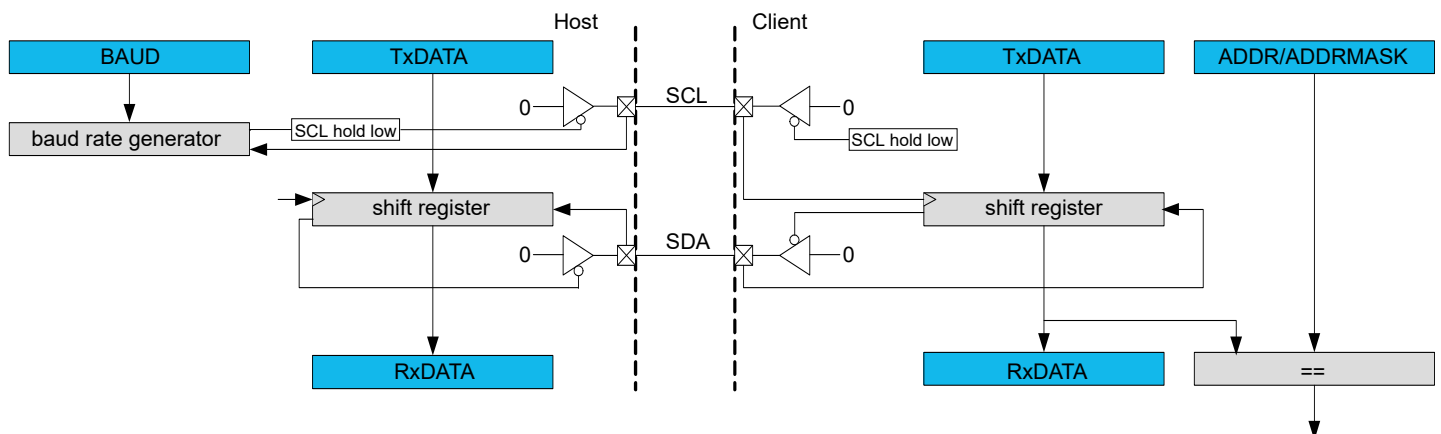 Host
Client
BAUD
TxDATA
TxDATA
ADDR/ADDRMASK
0
SCL
0
baud rate generator
SCL hold low
SCL hold low
shift register
shift register
0
SDA
0
RxDATA
RxDATA
==